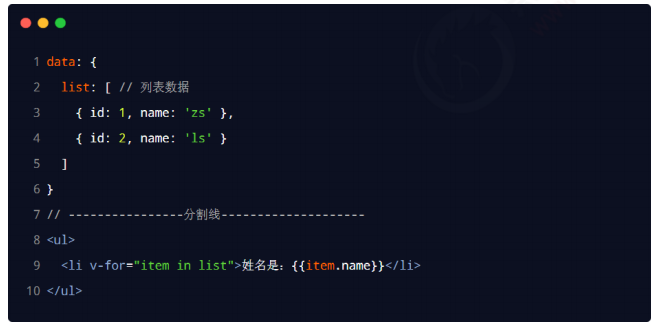 1 data: {
2 list: [ // 列表数据
3 { id: 1, name: 'zs' },
4 { id: 2, name: 'ls' }
5 ]
6 }
7 // ----------------分割线--------------------
8 <ul>
9 <li v-for="item in list">姓名是：{{item.name}}</li>
10 </ul>